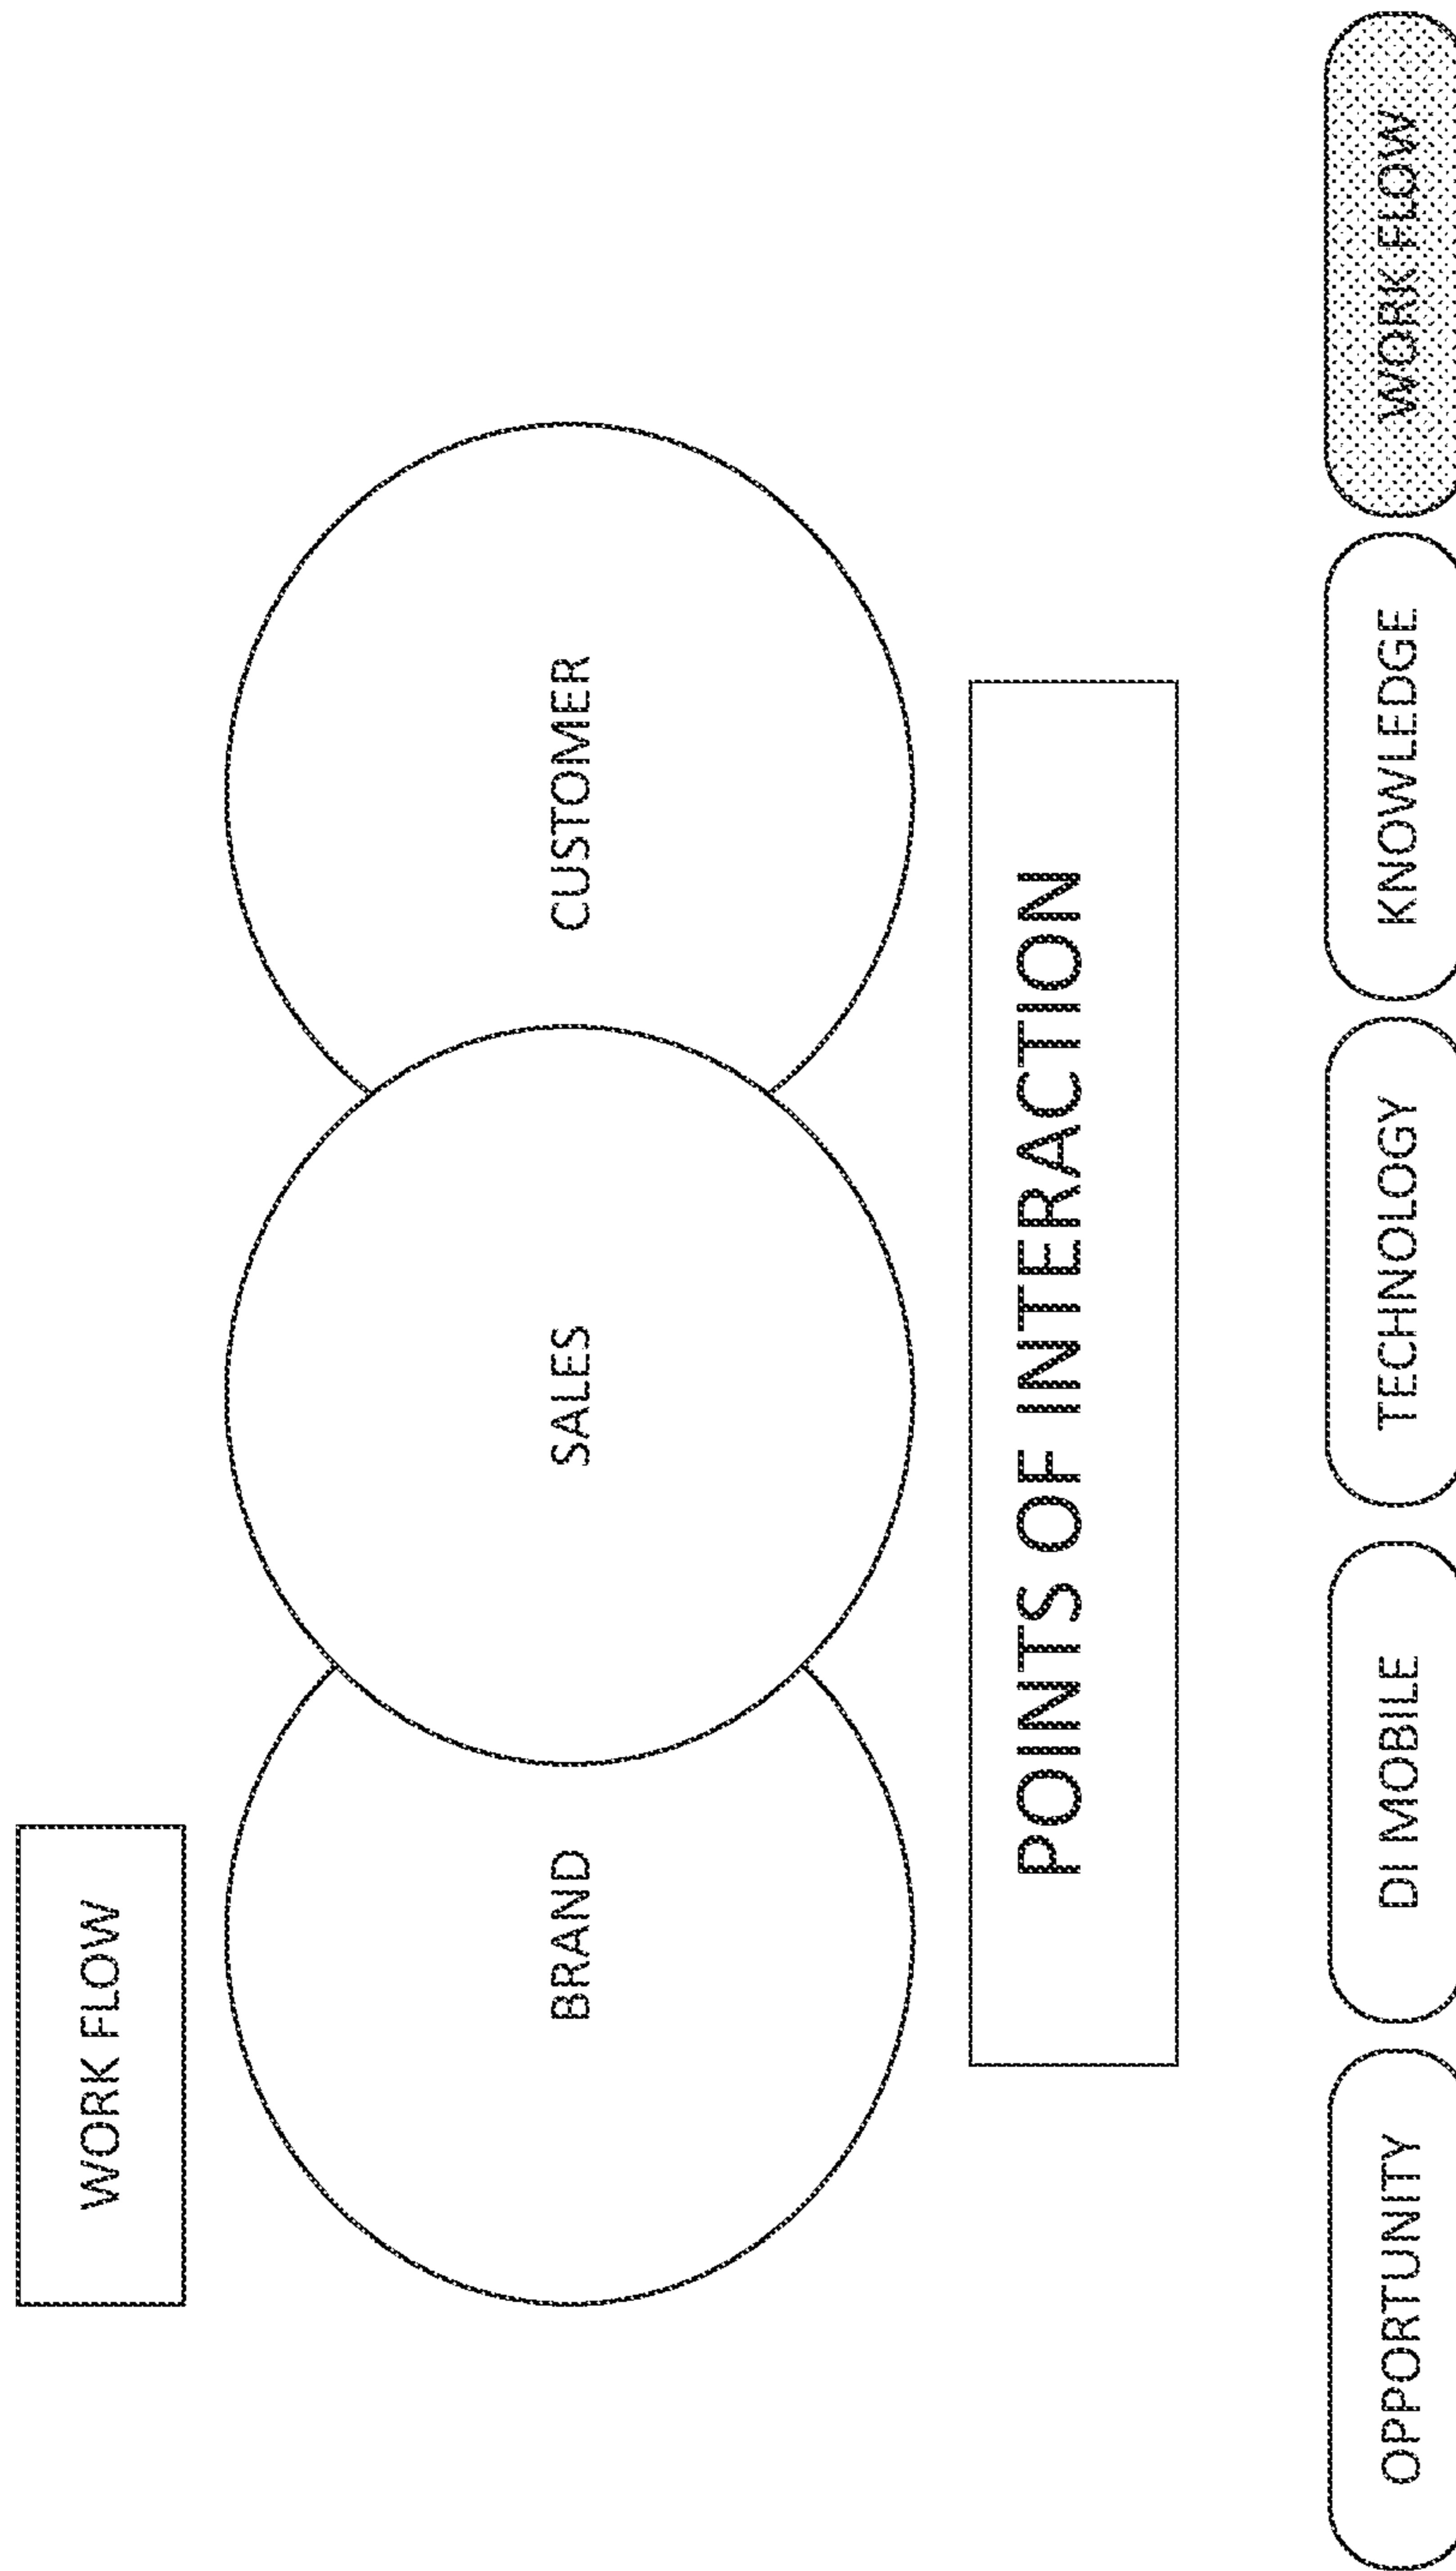 WORK FLOW
BRAND
SALES
CUSTOMER
POINTS OF INTERACTION
OPPORTUNITY
DI MOBILE
TECHNOLOGY
KNOWLEDGE
WORK FLOW